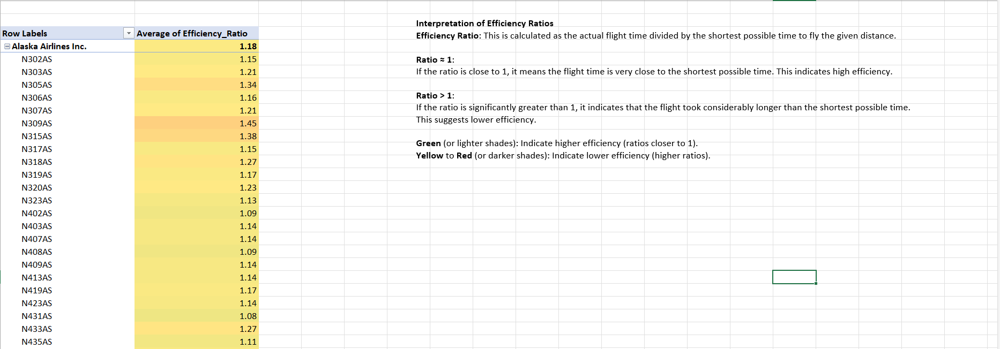 Row Labels Average of Efficiency_Ratio
Alaska Airlines Inc. 1.18
N302AS 1.15
N303AS 1.21
N305AS 1.34
N306AS 1.16
N307AS 1.21
N309AS 1.45
N315AS 1.38
N317AS 1.15
N318AS 1.27
N319AS 1.17
N320AS 1.23
N323AS 1.13
N402AS 1.09
N403AS 1.14
N407AS 1.14
N408AS 1.09
N409AS 1.14
N413AS 1.14
N419AS 1.17
N423AS 1.14
N431AS 1.08
N433AS 1.27
N435AS 1.11
Interpretation of Efficiency Ratios
Efficiency Ratio: This is calculated as the actual flight time divided by the shortest possible time to fly the given distance.
Ratio ≈ 1:
If the ratio is close to 1, it means the flight time is very close to the shortest possible time. This indicates high efficiency.
Ratio > 1:
If the ratio is significantly greater than 1, it indicates that the flight took considerably longer than the shortest possible time.
This suggests lower efficiency.
Green (or lighter shades): Indicate higher efficiency (ratios closer to 1).
Yellow to Red (or darker shades): Indicate lower efficiency (higher ratios).